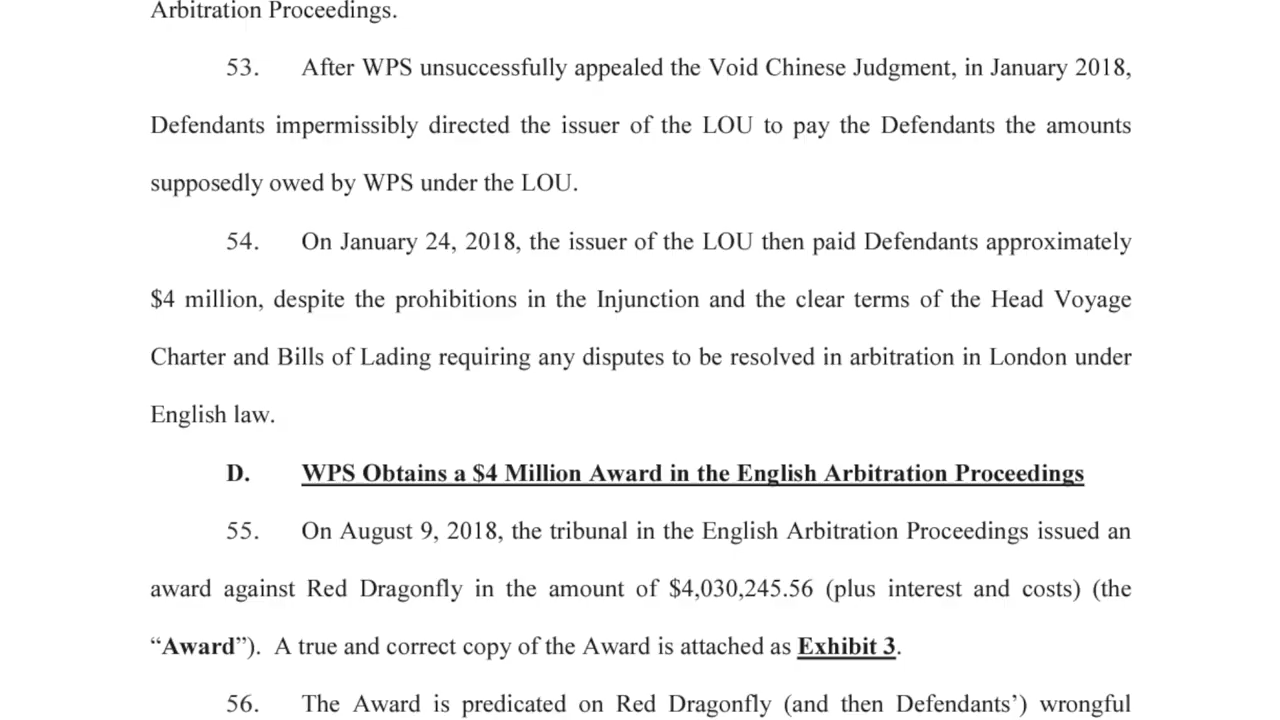 Arbitration Proceedings.
53. After WPS unsuccessfully appealed the Void Chinese Judgment, in January 2018,
Defendants impermissibly directed the issuer of the LOU to pay the Defendants the amounts
supposedly owed by WPS under the LOU.
54. On January 24, 2018, the issuer of the LOU then paid Defendants approximately
$4 million, despite the prohibitions in the Injunction and the clear terms of the Head Voyage
Charter and Bills of Lading requiring any disputes to be resolved in arbitration in London under
English law.
D. WPS Obtains a $4 Million Award in the English Arbitration Proceedings
55. On August 9, 2018, the tribunal in the English Arbitration Proceedings issued an
award against Red Dragonfly in the amount of $4,030,245.56 (plus interest and costs) (the
“Award”). A true and correct copy of the Award is attached as Exhibit 3.
56. The Award is predicated on Red Dragonfly (and then Defendants’) wrongful